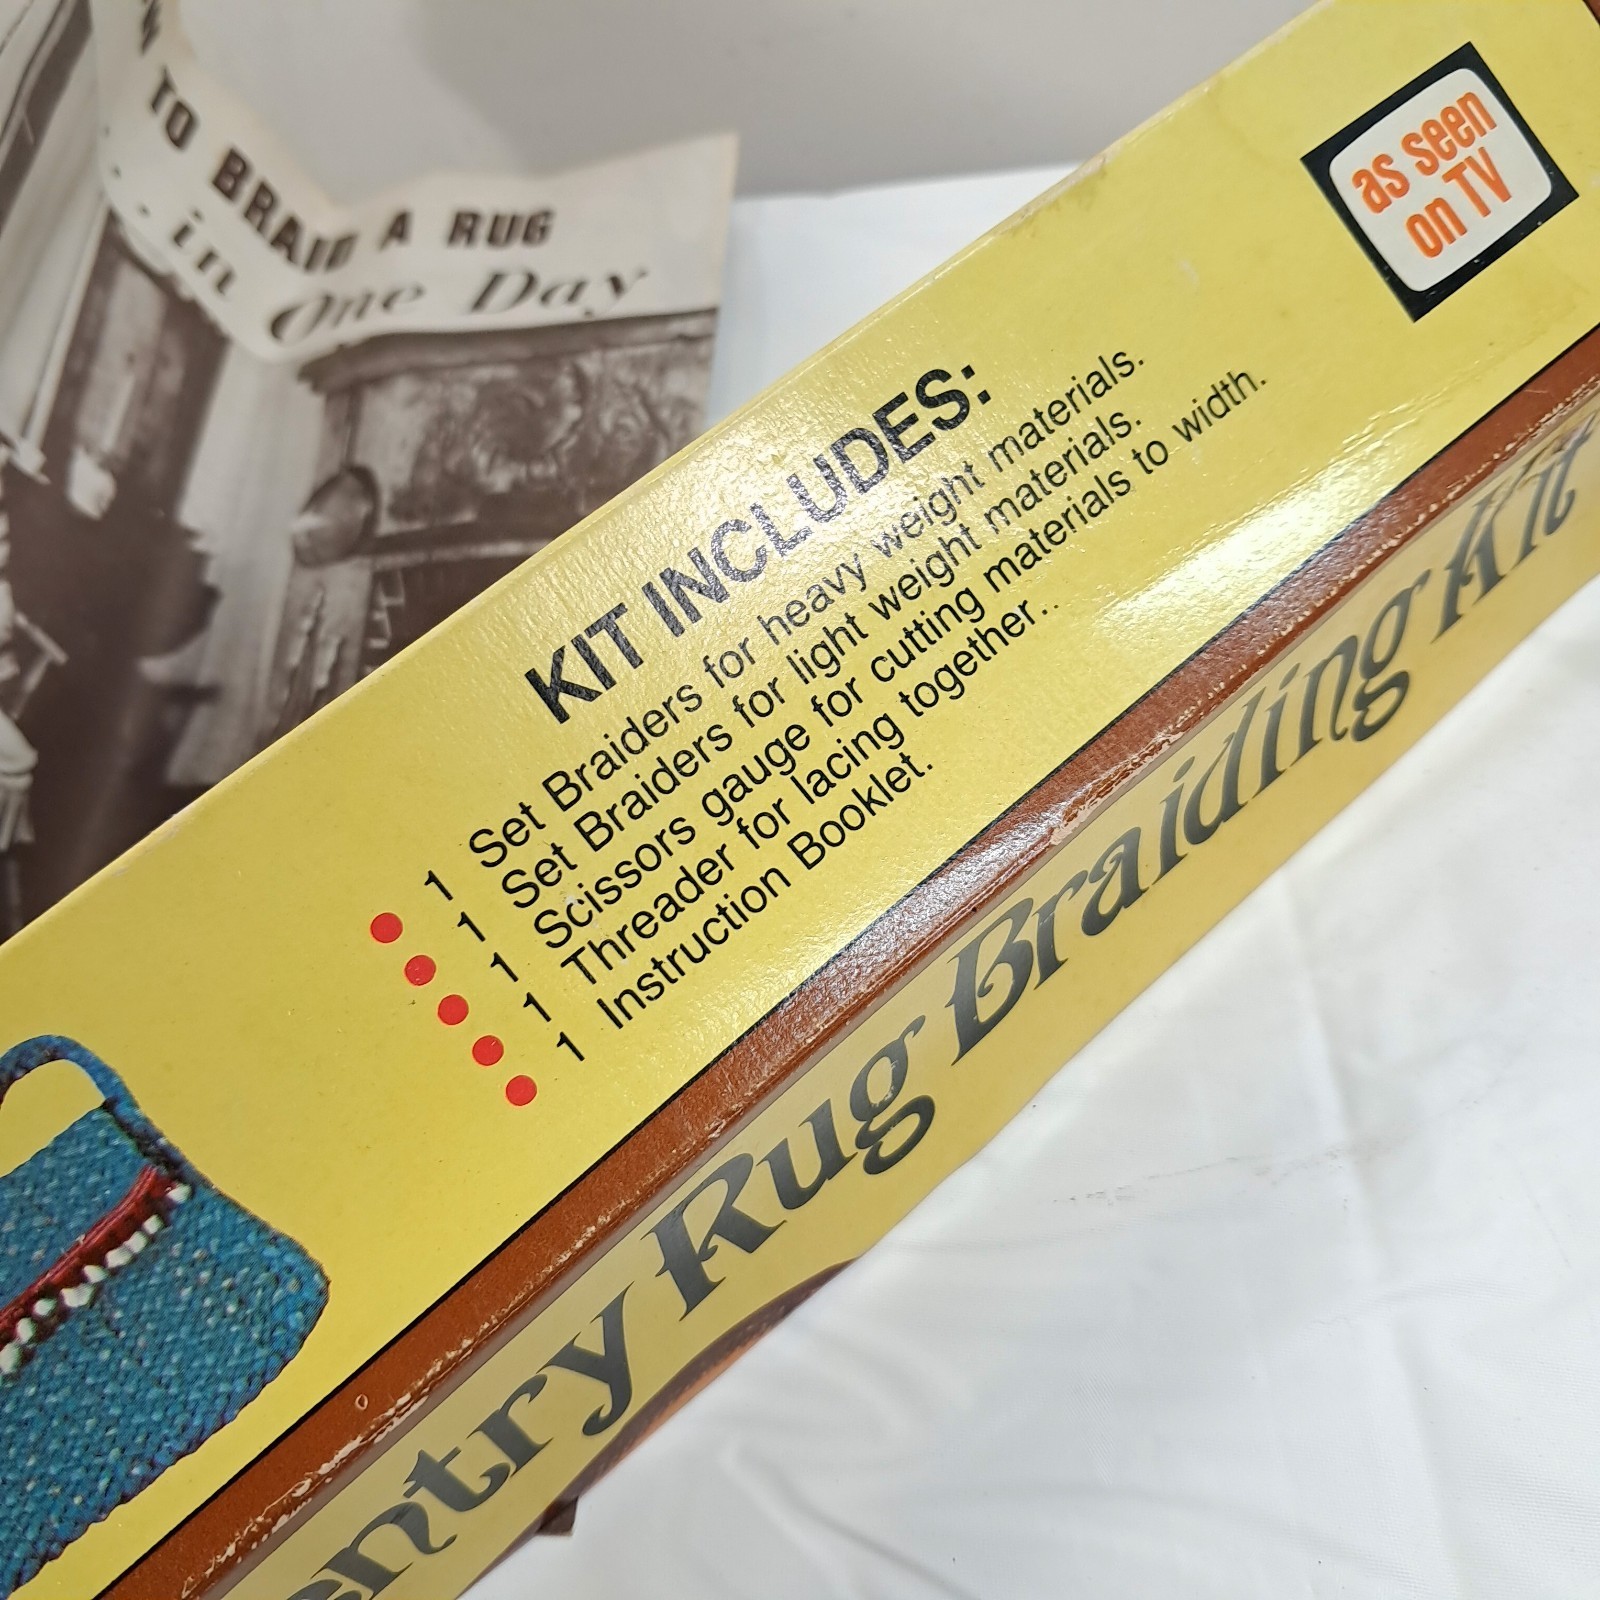 TO BRAID A RUG
in One Day
as seen
on TV
KIT INCLUDES:
1 Set Braiders for heavy weight materials.
1 Set Braiders for light weight materials.
1 Scissors gauge for cutting materials to width.
1 Threader for lacing together..
1 Instruction Booklet.
entry Rug Braiding Kit